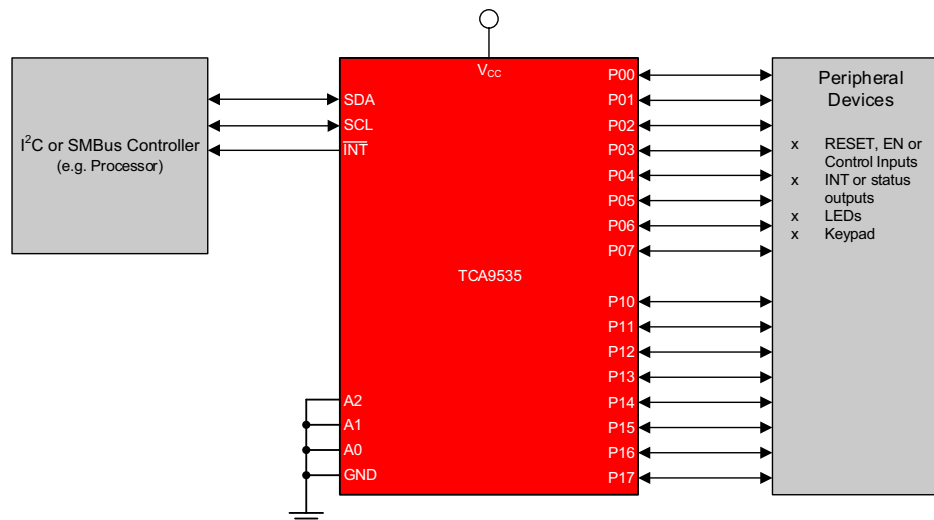 I²C or SMBus Controller
(e.g. Processor)
VCC
SDA
SCL
INT
A2
A1
A0
GND
TCA9535
P00
P01
P02
P03
P04
P05
P06
P07
P10
P11
P12
P13
P14
P15
P16
P17
Peripheral
Devices
x RESET, EN or
Control Inputs
x INT or status
outputs
x LEDs
x Keypad